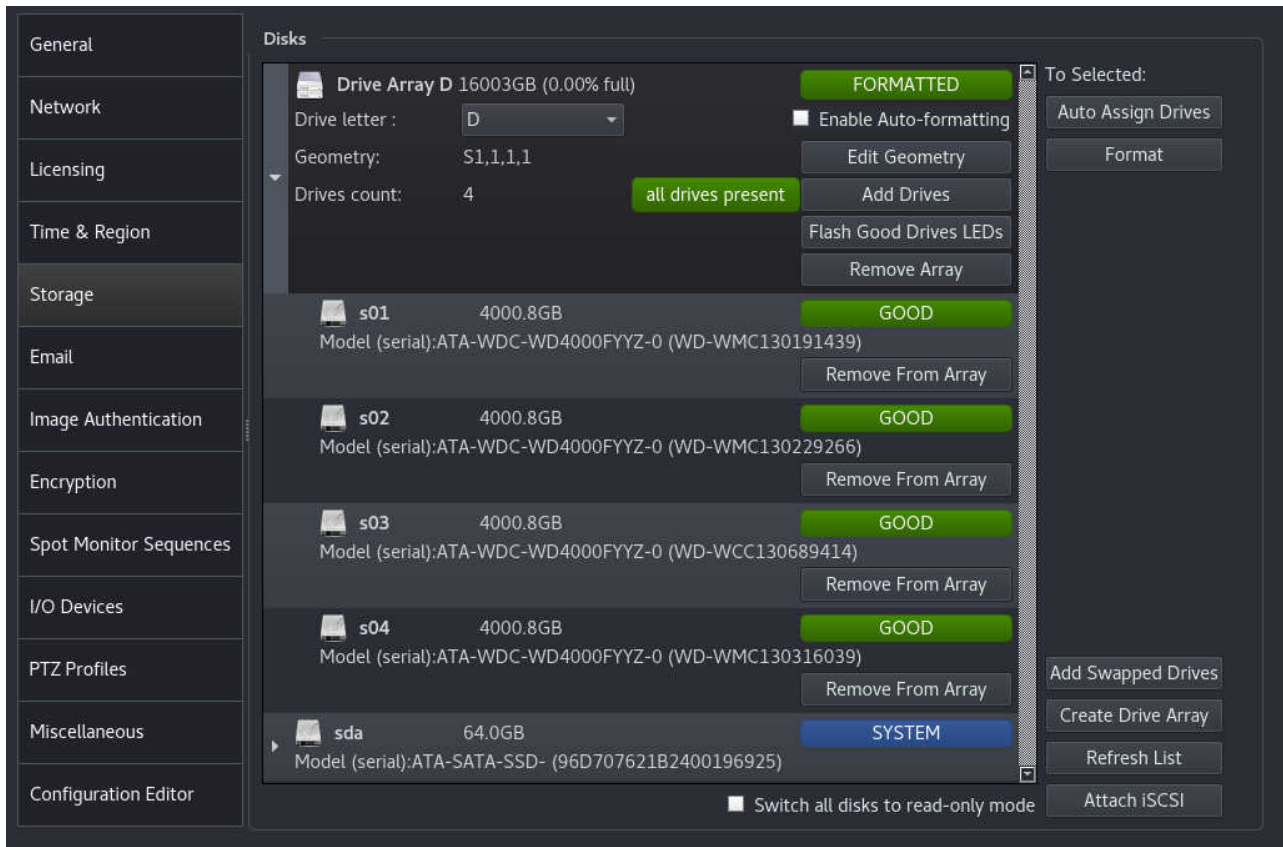 General
Network
Licensing
Time & Region
Storage
Email
Image Authentication
Encryption
Spot Monitor Sequences
I/O Devices
PTZ Profiles
Miscellaneous
Configuration Editor
Disks
Drive Array D 16003GB (0.00% full) FORMATTED
Drive letter : D Enable Auto-formatting
Geometry: S1,1,1,1 Edit Geometry
Drives count: 4 all drives present Add Drives
Flash Good Drives LEDs
Remove Array
s01 4000.8GB GOOD
Model (serial):ATA-WDC-WD4000FYYZ-0 (WD-WMC130191439)
Remove From Array
s02 4000.8GB GOOD
Model (serial):ATA-WDC-WD4000FYYZ-0 (WD-WMC130229266)
Remove From Array
s03 4000.8GB GOOD
Model (serial):ATA-WDC-WD4000FYYZ-0 (WD-WCC130689414)
Remove From Array
s04 4000.8GB GOOD
Model (serial):ATA-WDC-WD4000FYYZ-0 (WD-WMC130316039)
Remove From Array
sda 64.0GB SYSTEM
Model (serial):ATA-SATA-SSD- (96D707621B2400196925)
Switch all disks to read-only mode
To Selected:
Auto Assign Drives
Format
Add Swapped Drives
Create Drive Array
Refresh List
Attach iSCSI